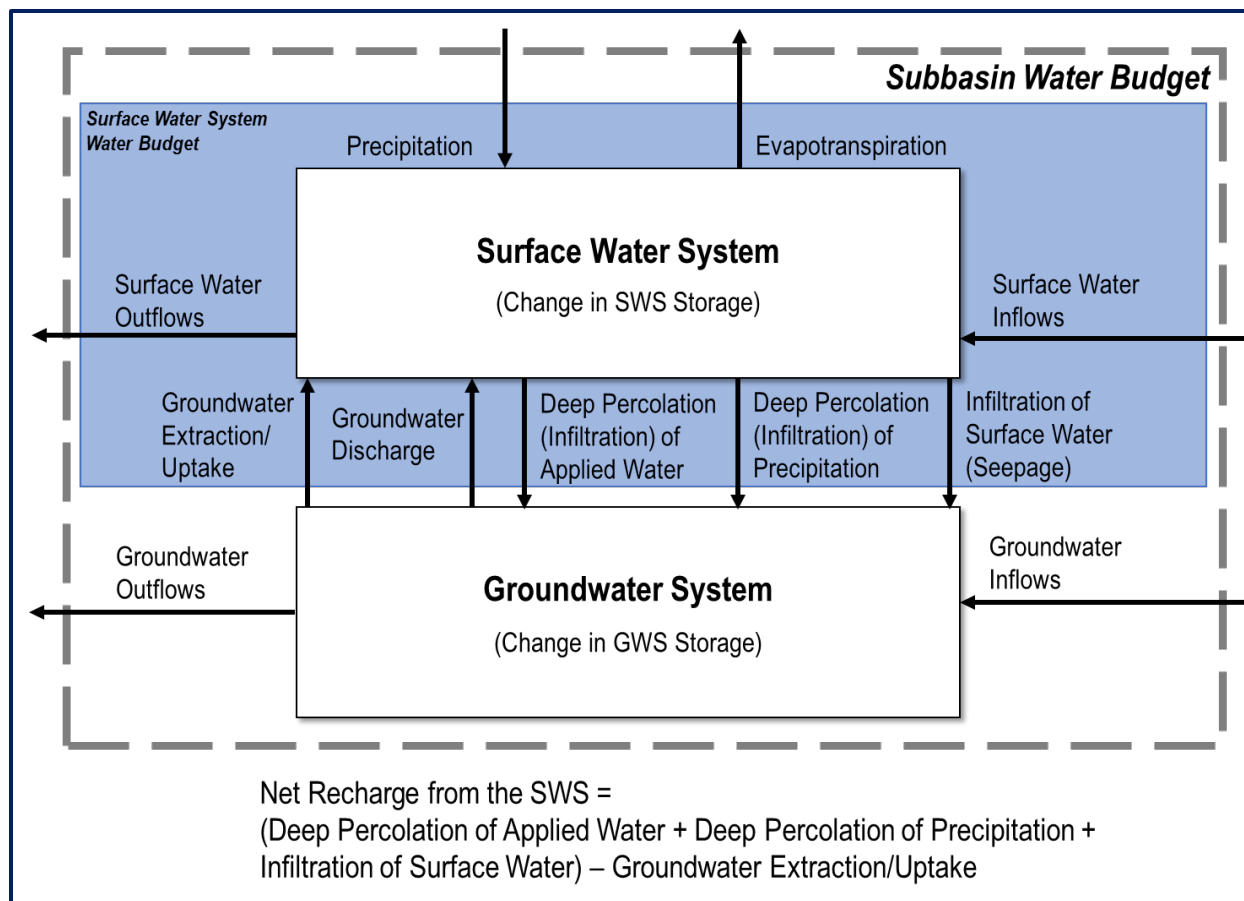 Subbasin Water Budget
Surface Water System
Water Budget
Precipitation
Evapotranspiration
Surface Water System
(Change in SWS Storage)
Surface Water
Outflows
Surface Water
Inflows
Groundwater
Extraction/
Uptake
Groundwater
Discharge
Deep Percolation
(Infiltration) of
Applied Water
Deep Percolation
(Infiltration) of
Precipitation
Infiltration of
Surface Water
(Seepage)
Groundwater
Outflows
Groundwater System
(Change in GWS Storage)
Groundwater
Inflows
Net Recharge from the SWS =
(Deep Percolation of Applied Water + Deep Percolation of Precipitation +
Infiltration of Surface Water) – Groundwater Extraction/Uptake